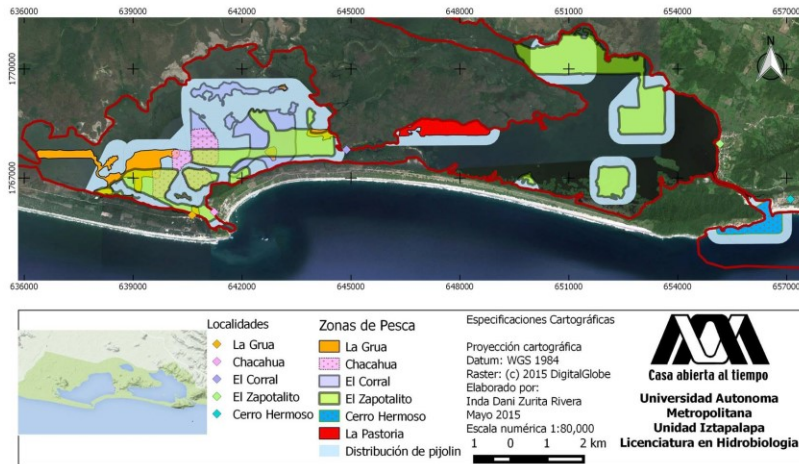 636000 639000 642000 645000 648000 651000 654000 657000
1770000 1770000
N
1767000 1767000
636000 639000 642000 645000 648000 651000 654000 657000
Localidades
La Grua
Chacahua
El Corral
El Zapotalito
Cerro Hermoso
Zonas de Pesca
La Grua
Chacahua
El Corral
El Zapotalito
Cerro Hermoso
La Pastoria
Distribución de pijolin
Especificaciones Cartográficas
Proyección cartográfica
Datum: WGS 1984
Raster: (c) 2015 DigitalGlobe
Elaborado por:
Inda Dani Zurita Rivera
Mayo 2015
Escala numérica 1:80,000
1 0 1 2 km
Casa abierta al tiempo
Universidad Autonoma
Metropolitana
Unidad Iztapalapa
Licenciatura en Hidrobiologia